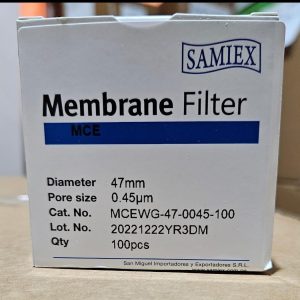 SAMIEX
Membrane Filter
MCE
Diameter 47mm
Pore size 0.45µm
Cat. No. MCEWG-47-0045-100
Lot. No. 20221222YR3DM
Qty 100pcs
San Miguel Importadores y Exportadores S.R.L.